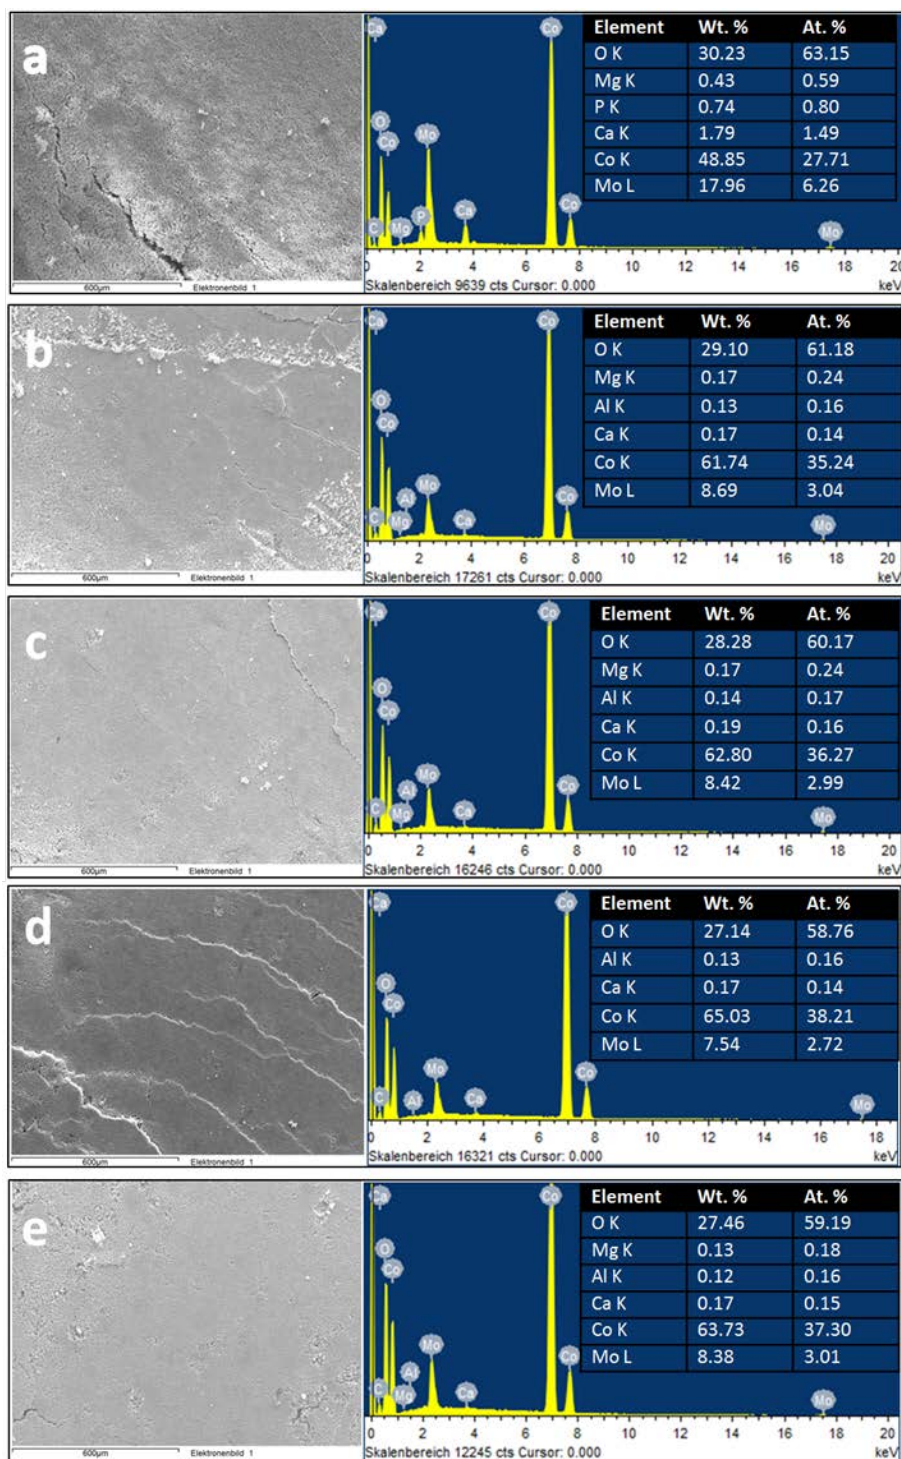 a
600µm Elektronenbild 1
Ca Co
O
Co Mo
C Mg P Ca Co Mo
0 2 4 6 8 10 12 14 16 18 20
Skalenbereich 9639 cts Cursor: 0.000 keV
Element Wt. % At. %
O K 30.23 63.15
Mg K 0.43 0.59
P K 0.74 0.80
Ca K 1.79 1.49
Co K 48.85 27.71
Mo L 17.96 6.26
b
600µm Elektronenbild 1
Ca Co
O
Co
C Mg Al Mo Ca Co Mo
0 2 4 6 8 10 12 14 16 18 20
Skalenbereich 17261 cts Cursor: 0.000 keV
Element Wt. % At. %
O K 29.10 61.18
Mg K 0.17 0.24
Al K 0.13 0.16
Ca K 0.17 0.14
Co K 61.74 35.24
Mo L 8.69 3.04
c
600µm Elektronenbild 1
Ca Co
O
Co
C Mg Al Mo Ca Co Mo
0 2 4 6 8 10 12 14 16 18 20
Skalenbereich 16246 cts Cursor: 0.000 keV
Element Wt. % At. %
O K 28.28 60.17
Mg K 0.17 0.24
Al K 0.14 0.17
Ca K 0.19 0.16
Co K 62.80 36.27
Mo L 8.42 2.99
d
600µm Elektronenbild 1
Ca Co
O
Co
C Al Mo Ca Co Mo
0 2 4 6 8 10 12 14 16 18
Skalenbereich 16321 cts Cursor: 0.000 keV
Element Wt. % At. %
O K 27.14 58.76
Al K 0.13 0.16
Ca K 0.17 0.14
Co K 65.03 38.21
Mo L 7.54 2.72
e
600µm Elektronenbild 1
Ca Co
O
Co
C Mg Al Mo Ca Co Mo
0 2 4 6 8 10 12 14 16 18 20
Skalenbereich 12245 cts Cursor: 0.000 keV
Element Wt. % At. %
O K 27.46 59.19
Mg K 0.13 0.18
Al K 0.12 0.16
Ca K 0.17 0.15
Co K 63.73 37.30
Mo L 8.38 3.01